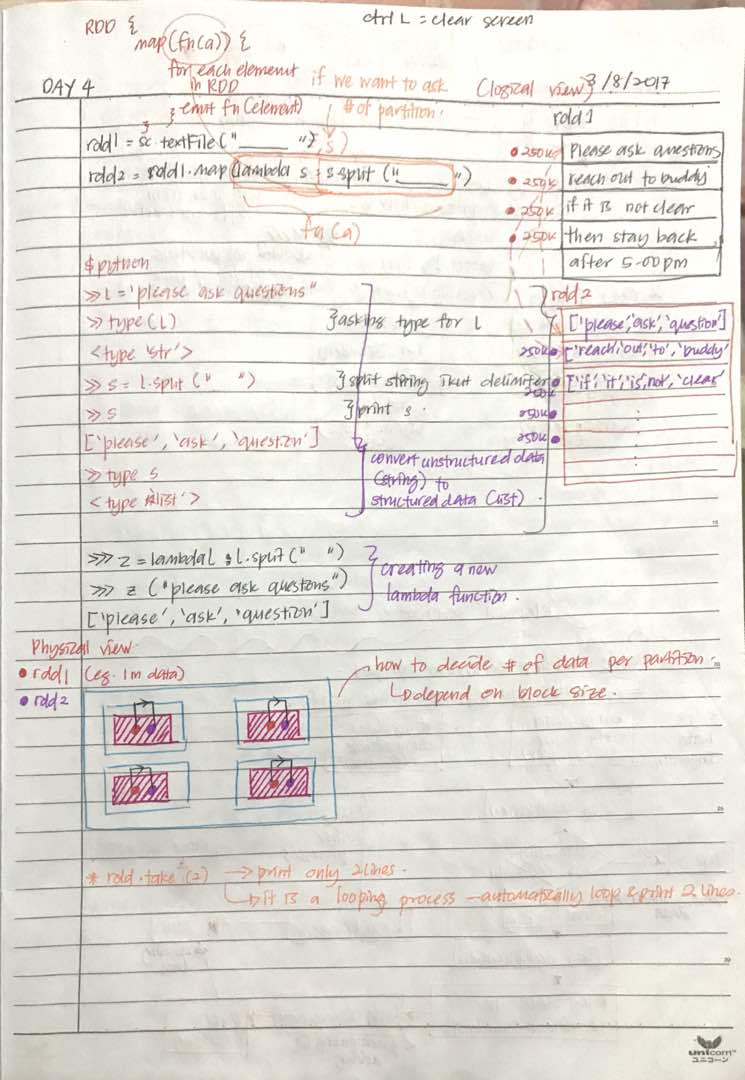 RDD {
ctrl L = clear screen
map(fn(a)) {
for each element
in RDD
emit fn(element)
}
}
if we want to ask
# of partition.
DAY 4
(logical view)
3/8/2017
rdd1
rdd1 = sc.textFile("______"), 5)
rdd2 = rdd1.map(lambda s : s.split("______")
fn(a)
• 250k Please ask questions
• 250k reach out to buddy
• 250k if it is not clear
• 250k then stay back
after 5.00pm
$ python
>> l = 'please ask questions"
>> type(l) } asking type for l
<type 'str'>
>> s = l.split(" ") } split string ikut delimiter
>> s } print s.
['please', 'ask', 'question']
>> type s
<type 'list'>
convert unstructured data
(string) to
structured data (list).
rdd2
['please','ask','question']
250k • ['reach','out','to','buddy'
• ['if','it','is,not,'clear'
250k
250k •
250k •
>>> z = lambda l : l.split(" ")
>>> z ("please ask questons")
['please', 'ask', 'question']
creating a new
lambda function.
Physical view.
• rdd1 (eg. 1m data)
• rdd2
how to decide # of data per partition.
depend on block size.
* rdd.take (2) → print only 2 lines.
it is a looping process – automatically loop & print 2 lines.
unicorn™
ユニコーン